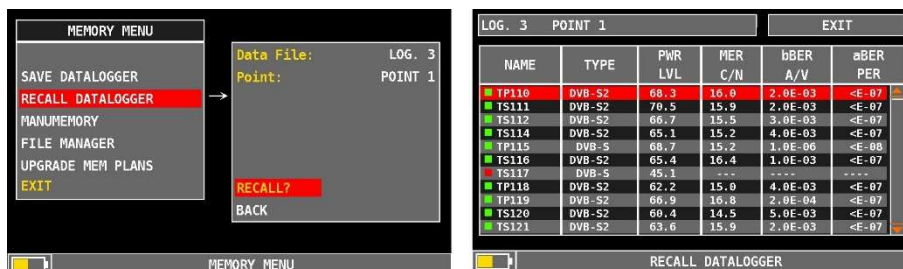 MEMORY MENU
SAVE DATALOGGER
RECALL DATALOGGER
MANUMEMORY
FILE MANAGER
UPGRADE MEM PLANS
EXIT
Data File: LOG. 3
Point: POINT 1
RECALL?
BACK
MEMORY MENU
LOG. 3 POINT 1 EXIT
NAME TYPE PWR LVL MER C/N bBER A/V aBER PER
TP110 DVB-S2 68.3 16.0 2.0E-03 <E-07
TS111 DVB-S2 70.5 15.9 2.0E-03 <E-07
TS112 DVB-S2 66.7 15.5 3.0E-03 <E-07
TS114 DVB-S2 65.1 15.2 4.0E-03 <E-07
TP115 DVB-S 68.7 15.2 1.0E-06 <E-08
TS116 DVB-S2 65.4 16.4 1.0E-03 <E-07
TS117 DVB-S 45.1 --- ---- ----
TP118 DVB-S2 62.2 15.0 4.0E-03 <E-07
TP119 DVB-S2 66.9 16.8 2.0E-04 <E-07
TS120 DVB-S2 60.4 14.5 5.0E-03 <E-07
TS121 DVB-S2 63.6 15.9 2.0E-03 <E-07
RECALL DATALOGGER